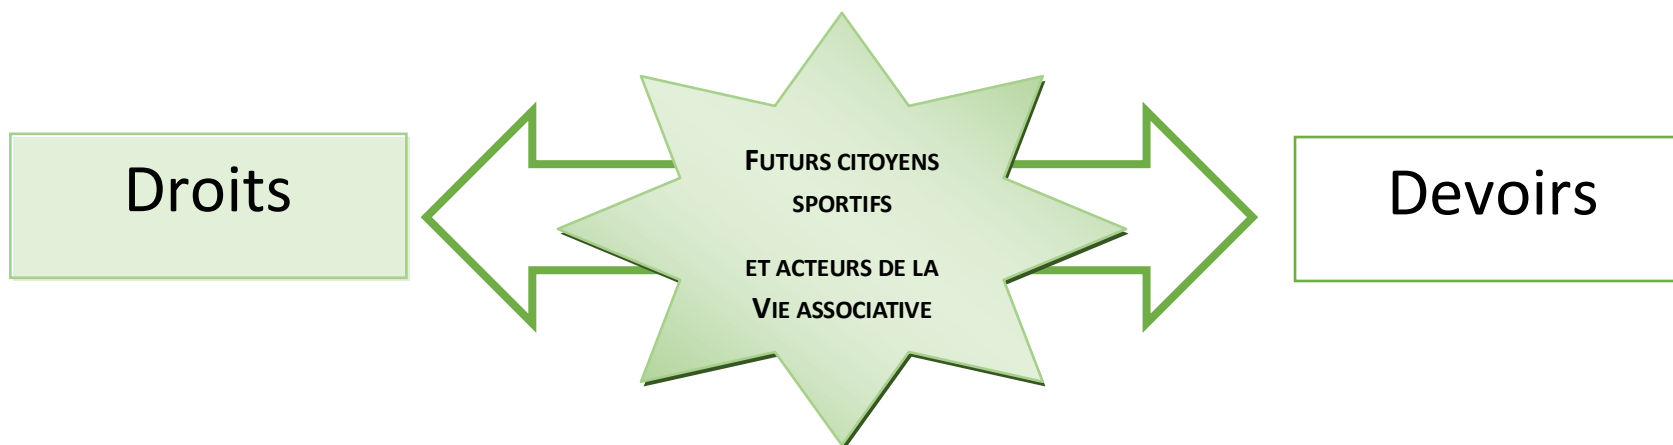 Droits
FUTURS CITOYENS
SPORTIFS
ET ACTEURS DE LA
VIE ASSOCIATIVE
Devoirs